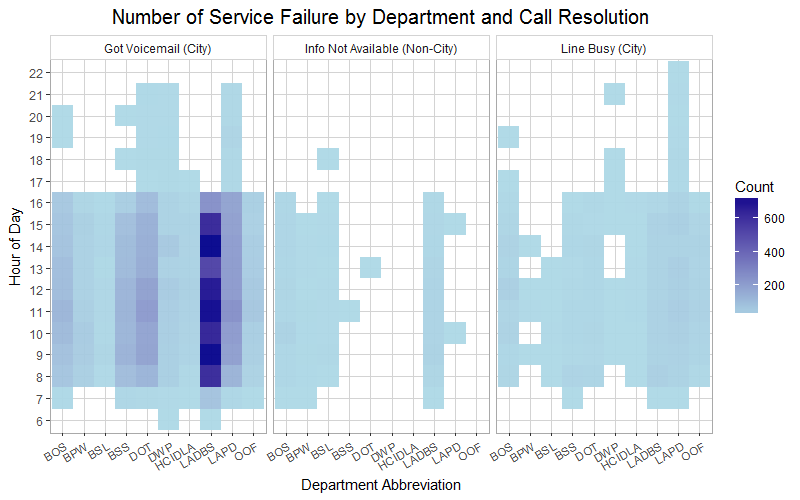 Number of Service Failure by Department and Call Resolution
Got Voicemail (City)
Info Not Available (Non-City)
Line Busy (City)
Hour of Day
22
21
20
19
18
17
16
15
14
13
12
11
10
9
8
7
6
BOS BPW BSL BSS DOT DWP HCIDLA LADBS LAPD OOF
BOS BPW BSL BSS DOT DWP HCIDLA LADBS LAPD OOF
BOS BPW BSL BSS DOT DWP HCIDLA LADBS LAPD OOF
Department Abbreviation
Count
600
400
200